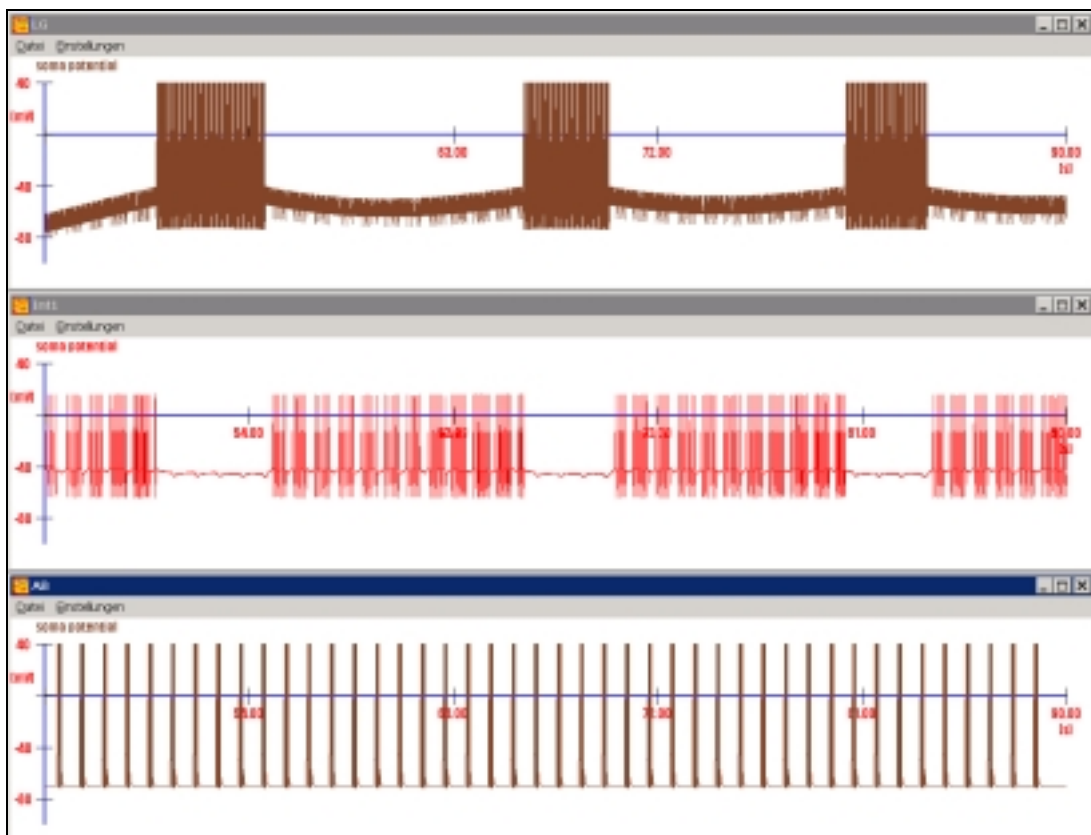 LG
Datei Einstellungen
soma potential
40
[mV]
63.00
72.00
90.00
[s]
-40
-80
Int1
Datei Einstellungen
soma potential
40
[mV]
54.00
63.00
72.00
81.00
90.00
[s]
-40
-80
AB
Datei Einstellungen
soma potential
40
[mV]
63.00
72.00
81.00
90.00
[s]
-40
-80